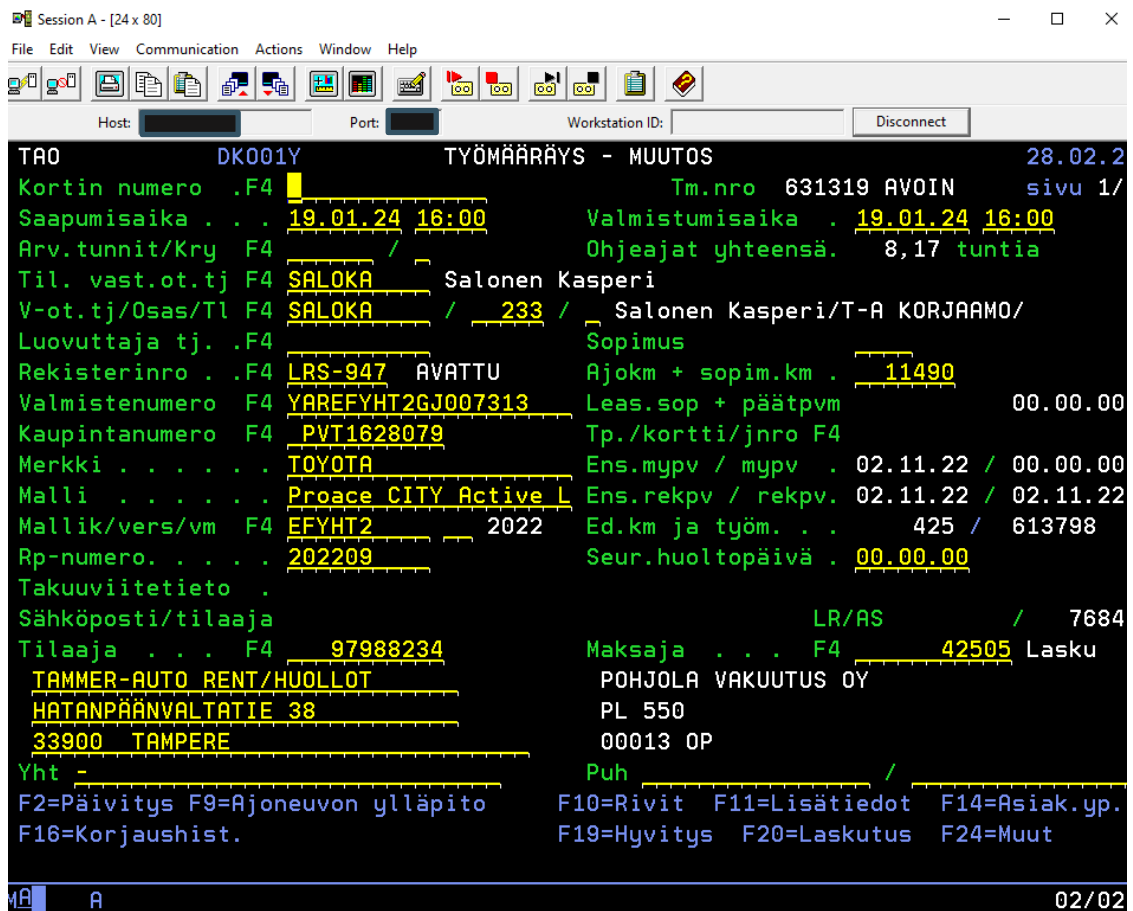 Session A - [24 x 80]
File Edit View Communication Actions Window Help
Host: Port: Workstation ID: Disconnect
TAO DKO01Y TYÖMÄÄRÄYS - MUUTOS 28.02.2
Kortin numero .F4 Tm.nro 631319 AVOIN sivu 1/
Saapumisaika . . . 19.01.24 16:00 Valmistumisaika . 19.01.24 16:00
Arv.tunnit/Kry F4 / Ohjeajat yhteensä. 8,17 tuntia
Til. vast.ot.tj F4 SALOKA Salonen Kasperi
V-ot.tj/Osas/Tl F4 SALOKA / 233 / Salonen Kasperi/T-A KORJAAMO/
Luovuttaja tj. .F4 Sopimus
Rekisterinro . .F4 LRS-947 AVATTU Ajokm + sopim.km . 11490
Valmistenumero F4 YAREFYHT2GJ007313 Leas.sop + päätpvm 00.00.00
Kaupintanumero F4 PVT1628079 Tp./kortti/jnro F4
Merkki . . . . . . TOYOTA Ens.mypv / mypv . 02.11.22 / 00.00.00
Malli . . . . . . Proace CITY Active L Ens.rekpv / rekpv. 02.11.22 / 02.11.22
Mallik/vers/vm F4 EFYHT2 2022 Ed.km ja työm. . . 425 / 613798
Rp-numero. . . . . 202209 Seur.huoltopäivä . 00.00.00
Takuuviitetieto .
Sähköposti/tilaaja LR/AS / 7684
Tilaaja . . . F4 97988234 Maksaja . . . F4 42505 Lasku
TAMMER-AUTO RENT/HUOLLOT POHJOLA VAKUUTUS OY
HATANPÄÄNVALTATIE 38 PL 550
33900 TAMPERE 00013 OP
Yht - Puh /
F2=Päivitys F9=Ajoneuvon ylläpito F10=Rivit F11=Lisätiedot F14=Asiak.yp.
F16=Korjaushist. F19=Hyvitys F20=Laskutus F24=Muut
MA A 02/02